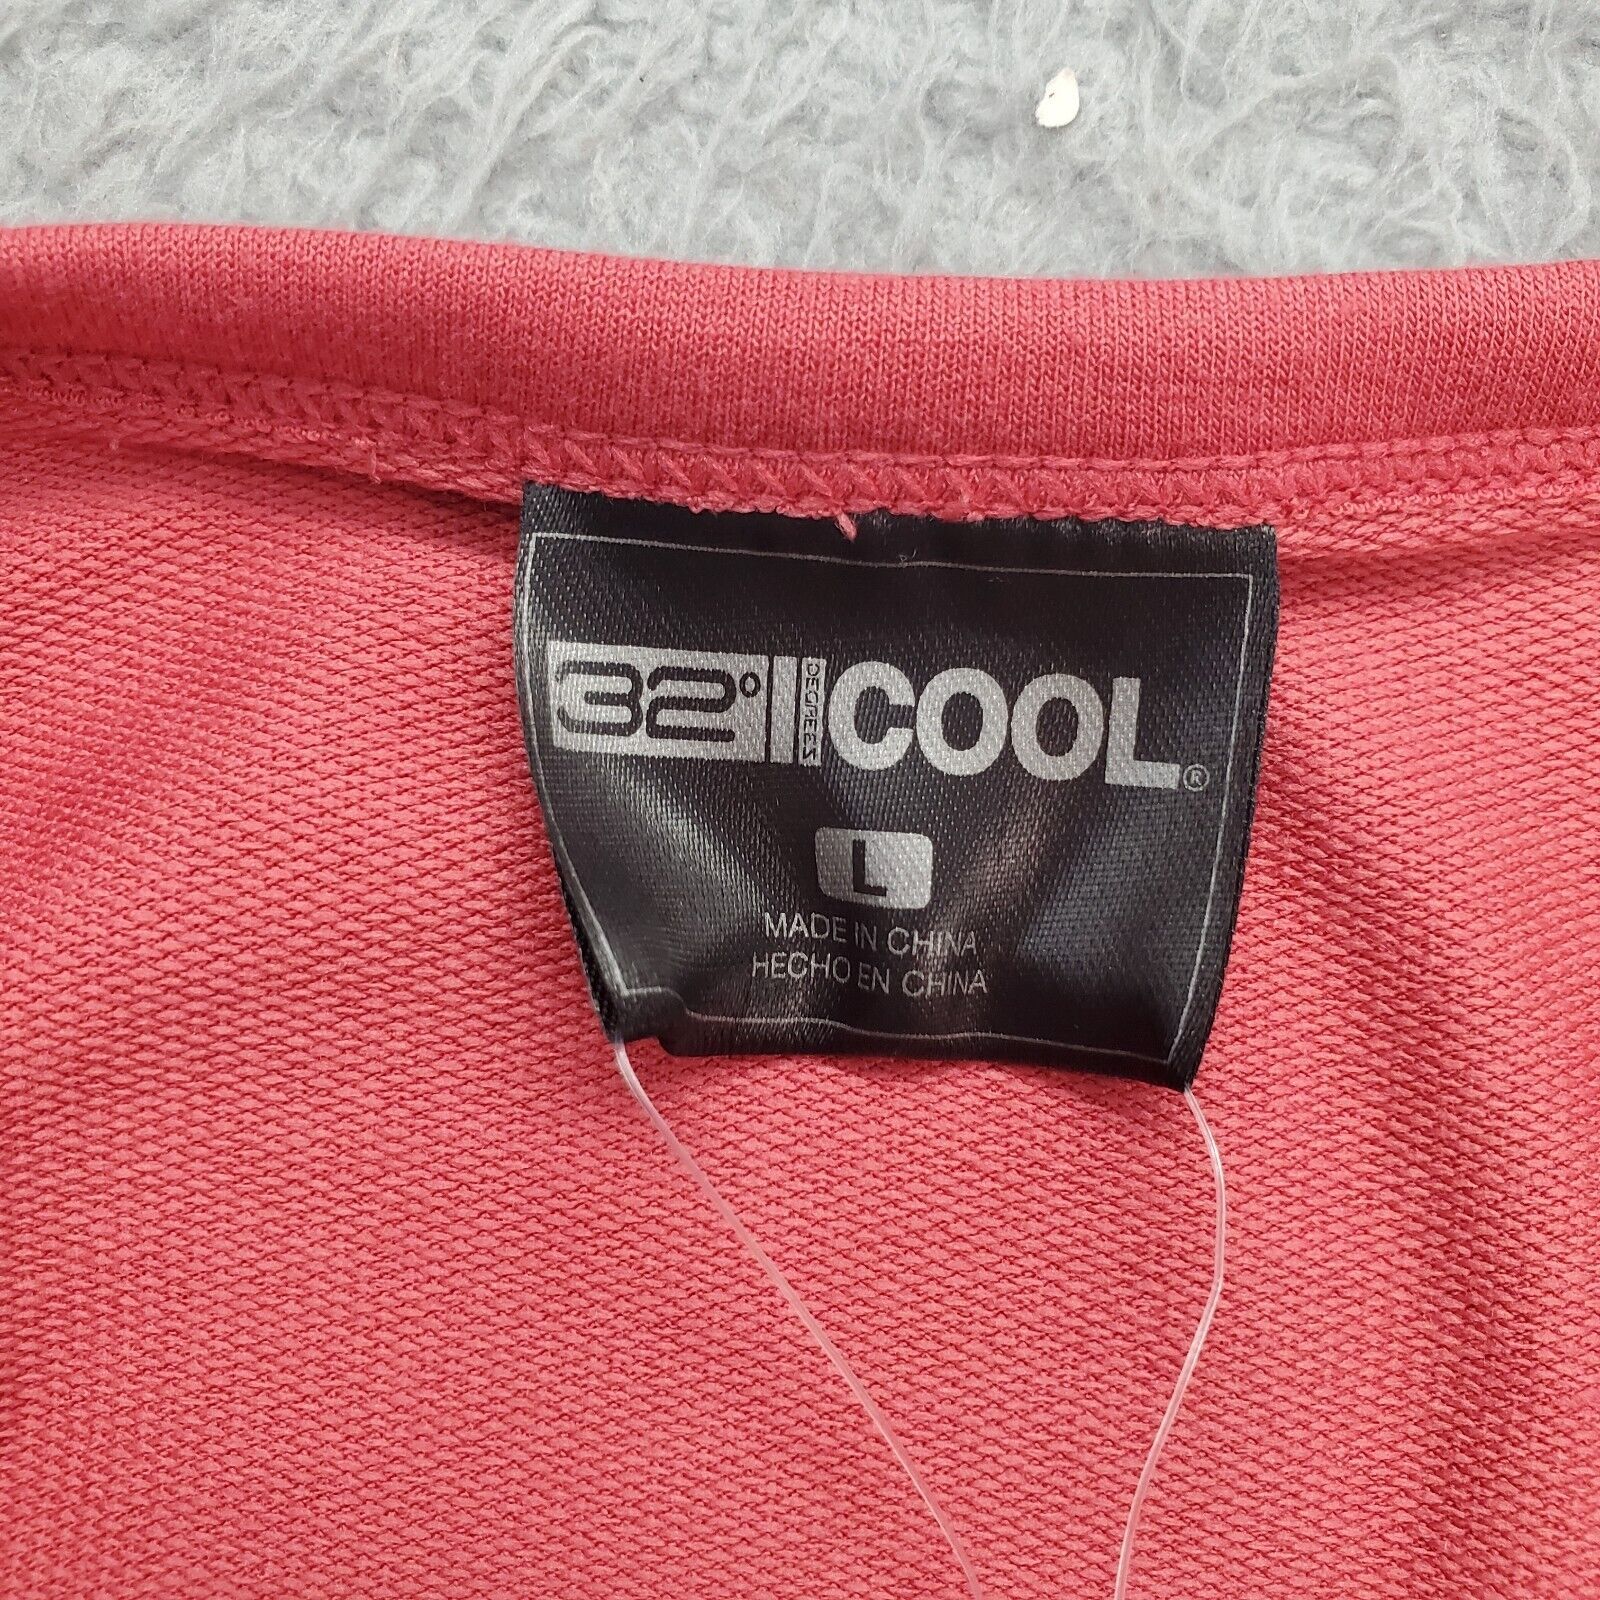 32° DEGREES COOL®
L
MADE IN CHINA
HECHO EN CHINA